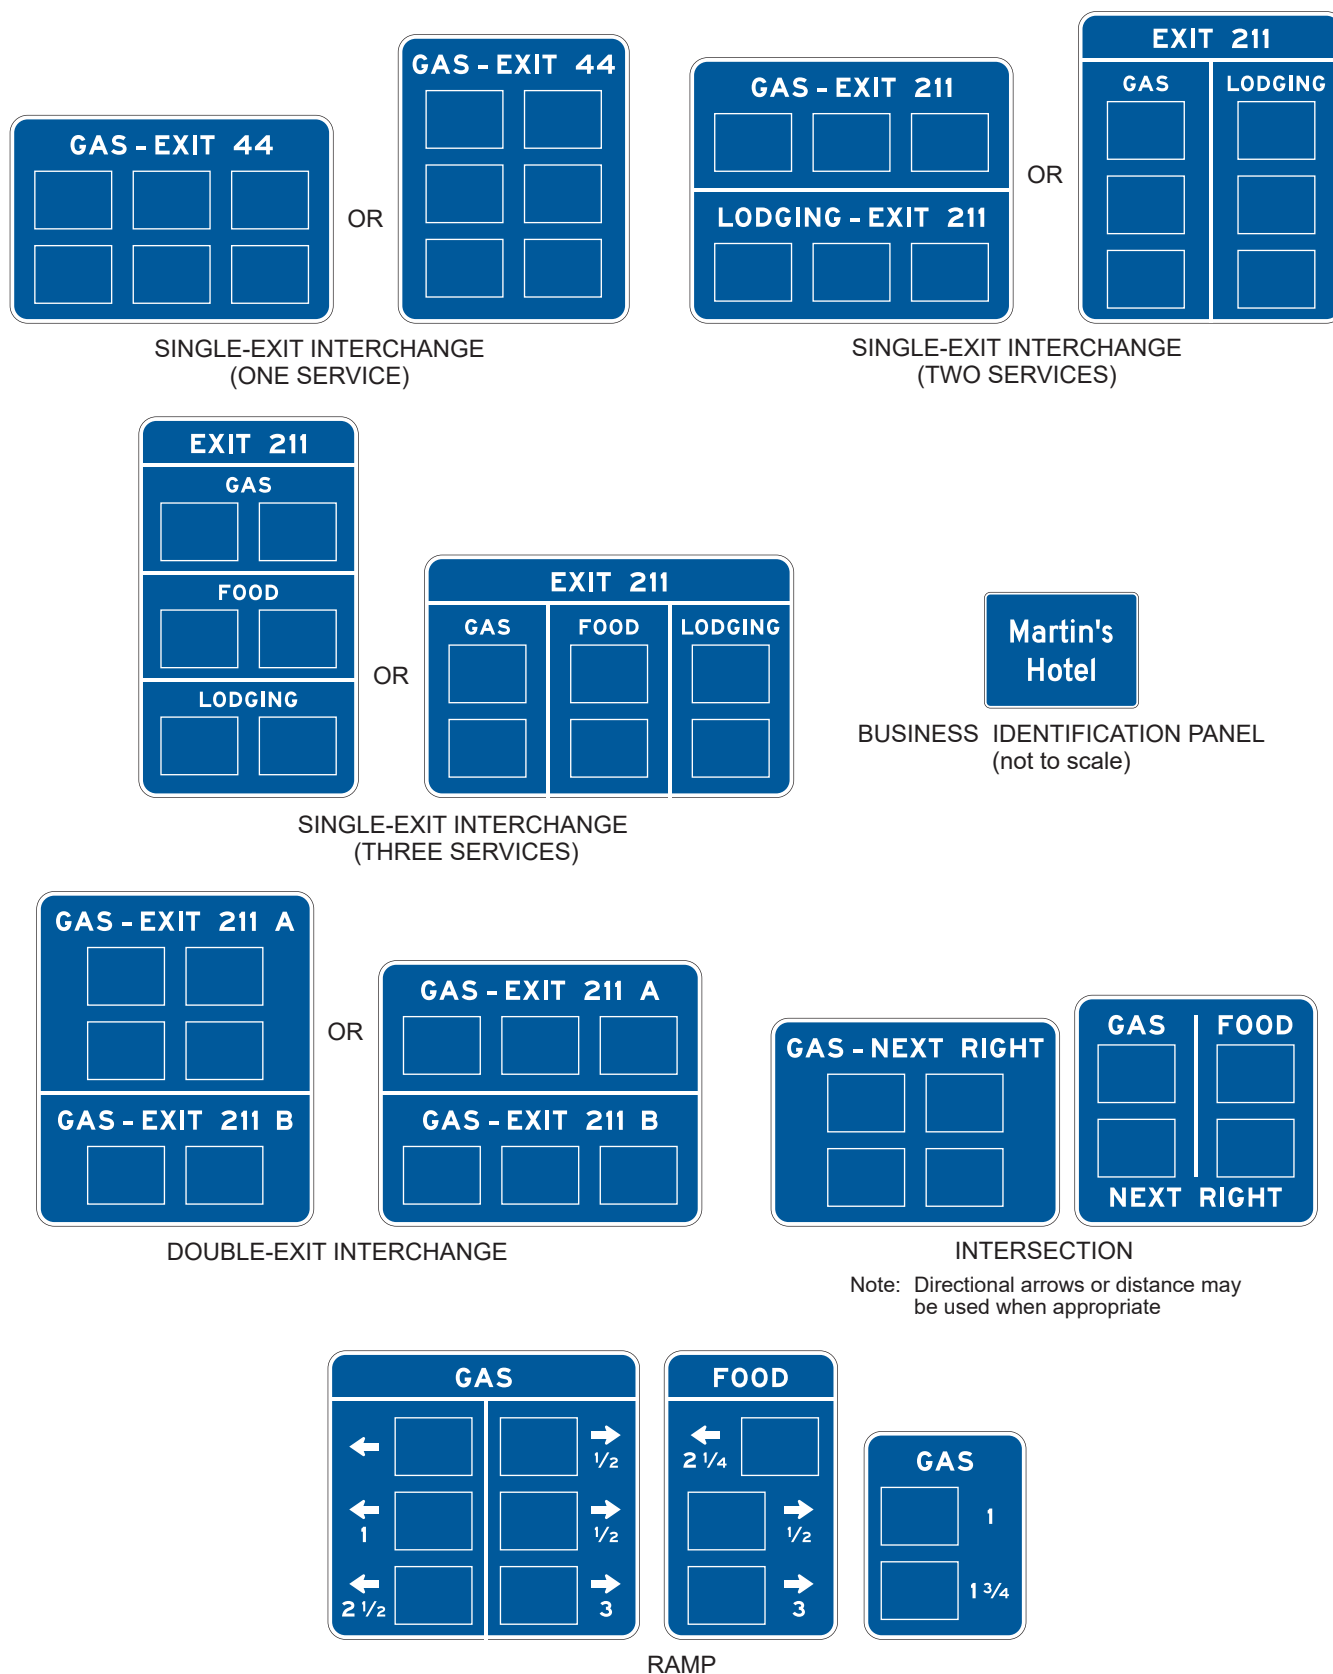 GAS - EXIT 44
OR
GAS - EXIT 44
SINGLE-EXIT INTERCHANGE
(ONE SERVICE)
GAS - EXIT 211
LODGING - EXIT 211
OR
EXIT 211
GAS
LODGING
SINGLE-EXIT INTERCHANGE
(TWO SERVICES)
EXIT 211
GAS
FOOD
LODGING
OR
EXIT 211
GAS
FOOD
LODGING
SINGLE-EXIT INTERCHANGE
(THREE SERVICES)
Martin's
Hotel
BUSINESS IDENTIFICATION PANEL
(not to scale)
GAS - EXIT 211 A
GAS - EXIT 211 B
OR
GAS - EXIT 211 A
GAS - EXIT 211 B
DOUBLE-EXIT INTERCHANGE
GAS - NEXT RIGHT
GAS
FOOD
NEXT RIGHT
INTERSECTION
Note: Directional arrows or distance may
be used when appropriate
GAS
1/2
1
1/2
2 1/2
3
FOOD
2 1/4
1/2
3
GAS
1
1 3/4
RAMP